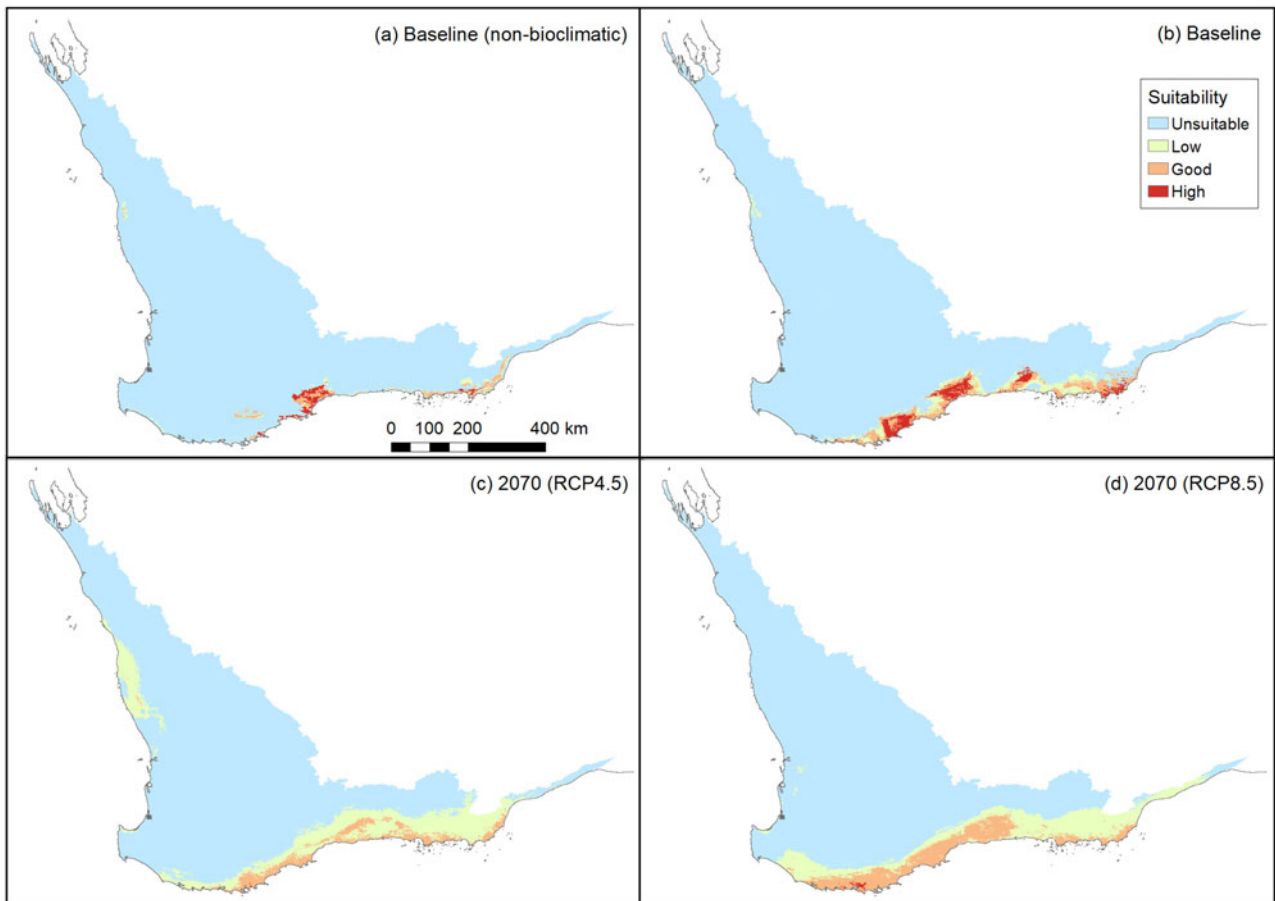 (a) Baseline (non-bioclimatic)
(b) Baseline
Suitability
Unsuitable
Low
Good
High
0 100 200 400 km
(c) 2070 (RCP4.5)
(d) 2070 (RCP8.5)